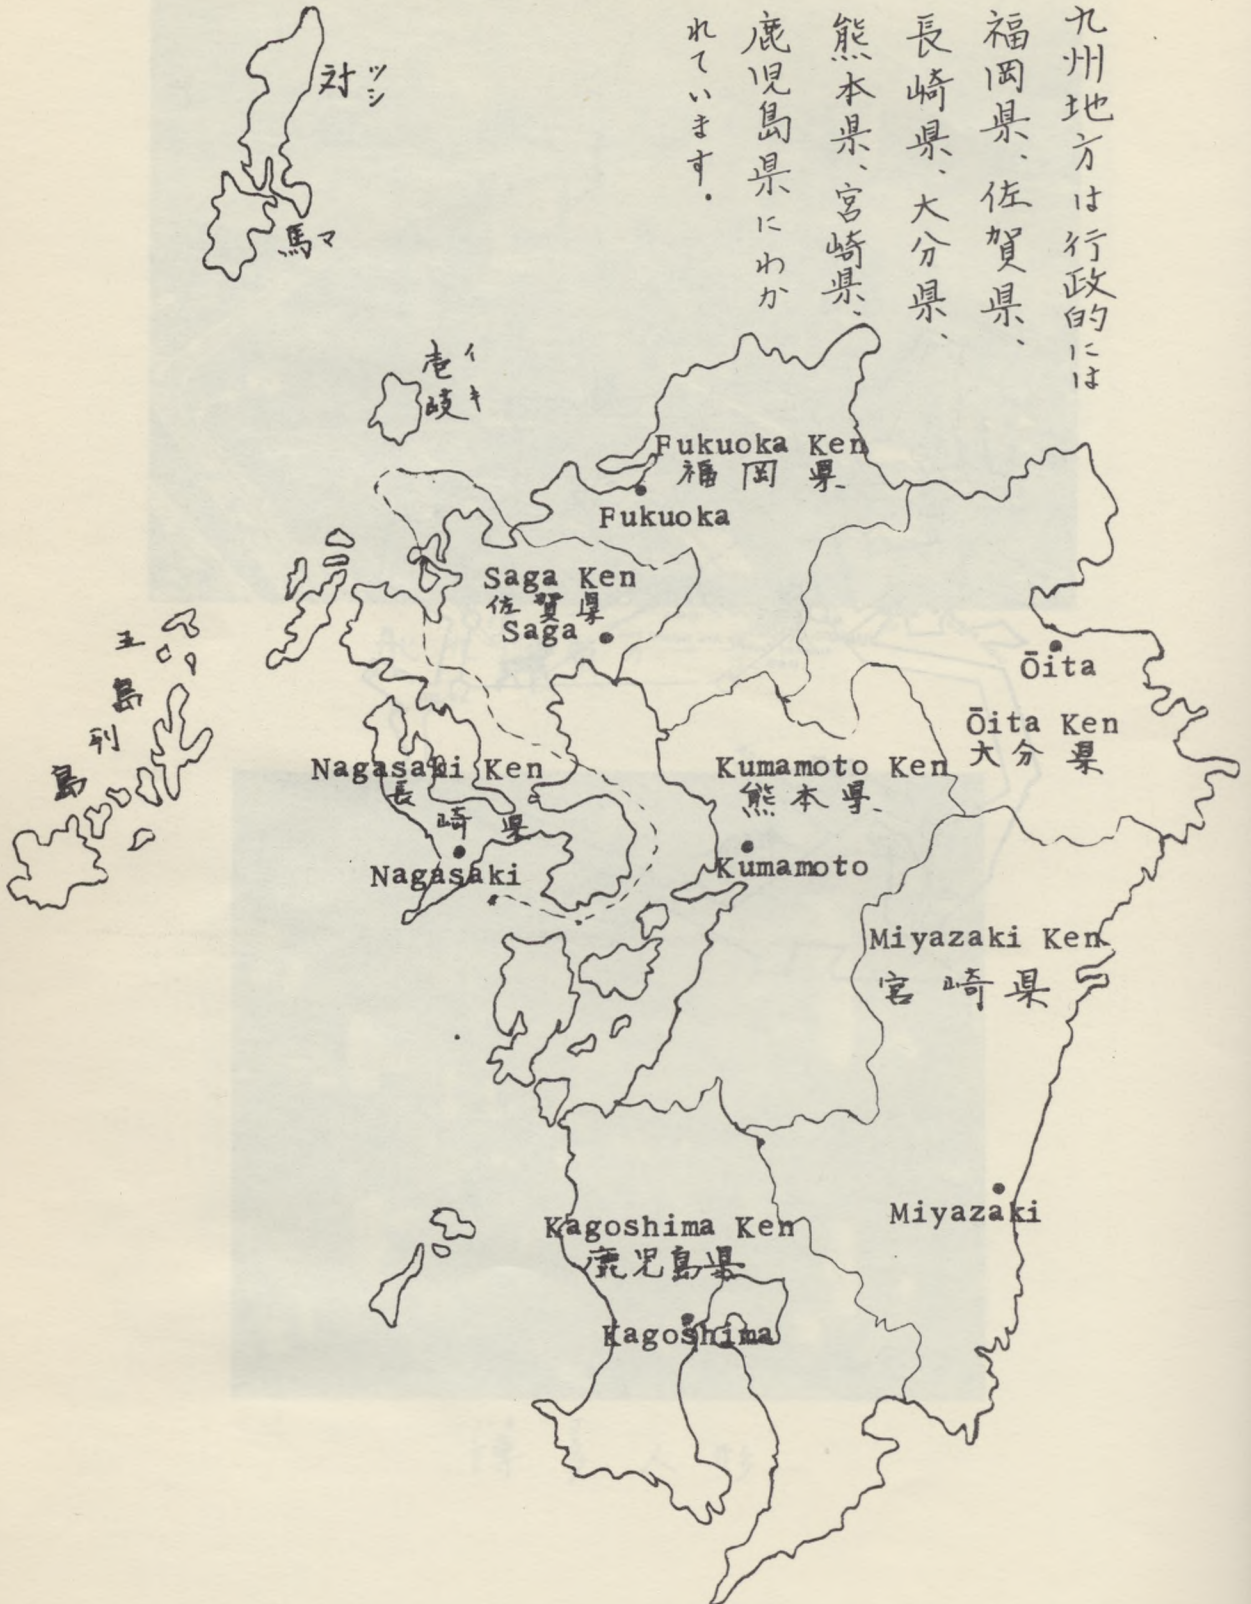 九州地方は行政的には
福岡県、佐賀県、
長崎県、大分県、
熊本県、宮崎県、
鹿児島県にわか
れています.
対馬
ツシマ
壱岐
イキ
Fukuoka Ken
福岡県
Fukuoka
Saga Ken
佐賀県
Saga
五島列島
Ōita
Ōita Ken
大分県
Nagasaki Ken
長崎県
Nagasaki
Kumamoto Ken
熊本県
Kumamoto
Miyazaki Ken
宮崎県
Miyazaki
Kagoshima Ken
鹿児島県
Kagoshima